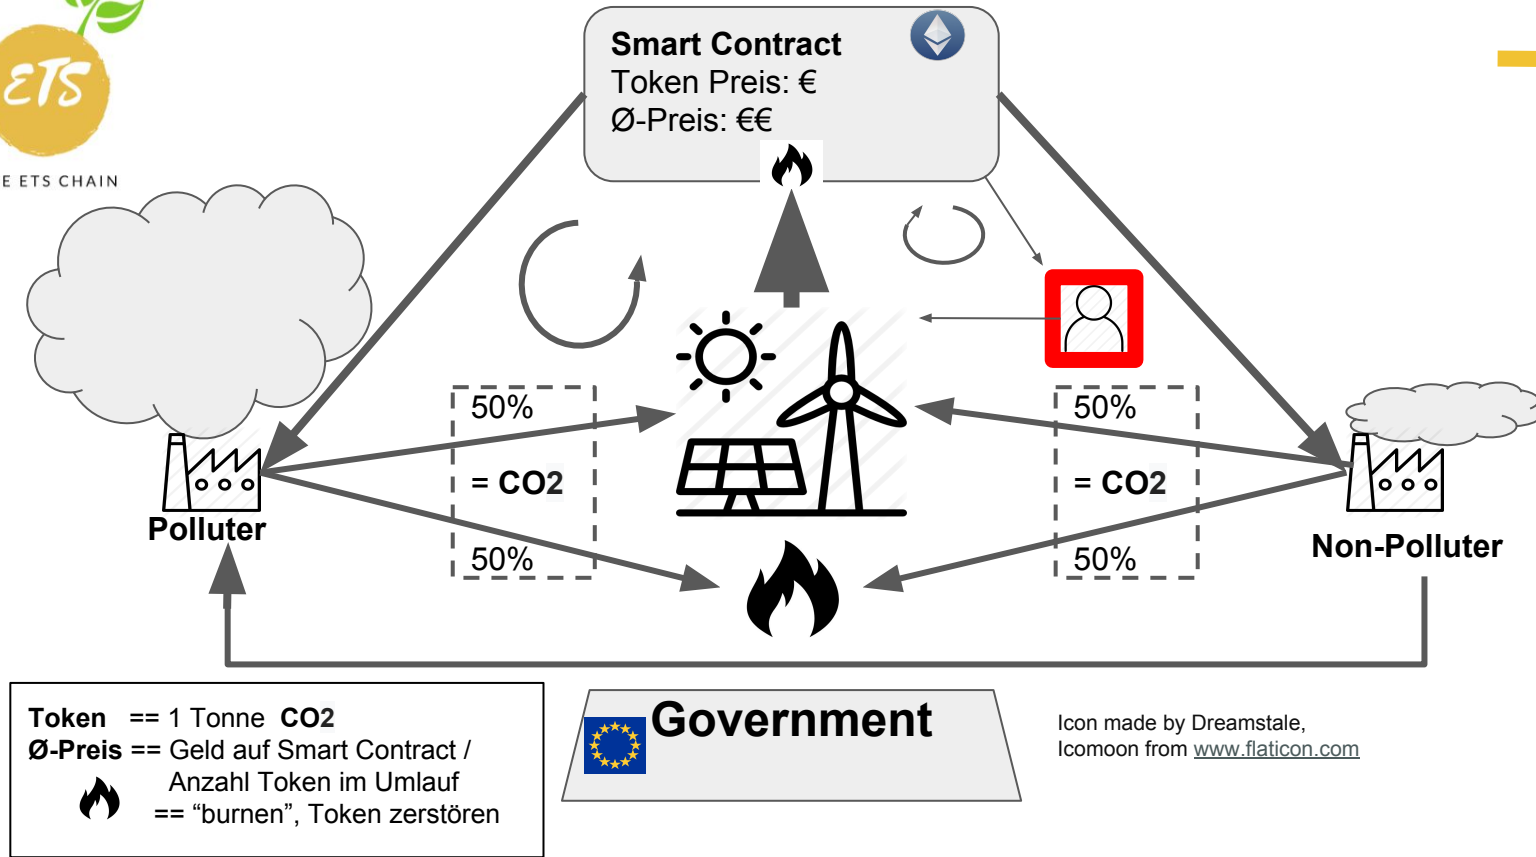 ETS
E ETS CHAIN
Smart Contract
Token Preis: €
Ø-Preis: €€
50%
= CO2
50%
50%
= CO2
50%
Polluter
Non-Polluter
Token == 1 Tonne CO2
Ø-Preis == Geld auf Smart Contract /
Anzahl Token im Umlauf
== “burnen”, Token zerstören
Government
Icon made by Dreamstale,
Icomoon from www.flaticon.com